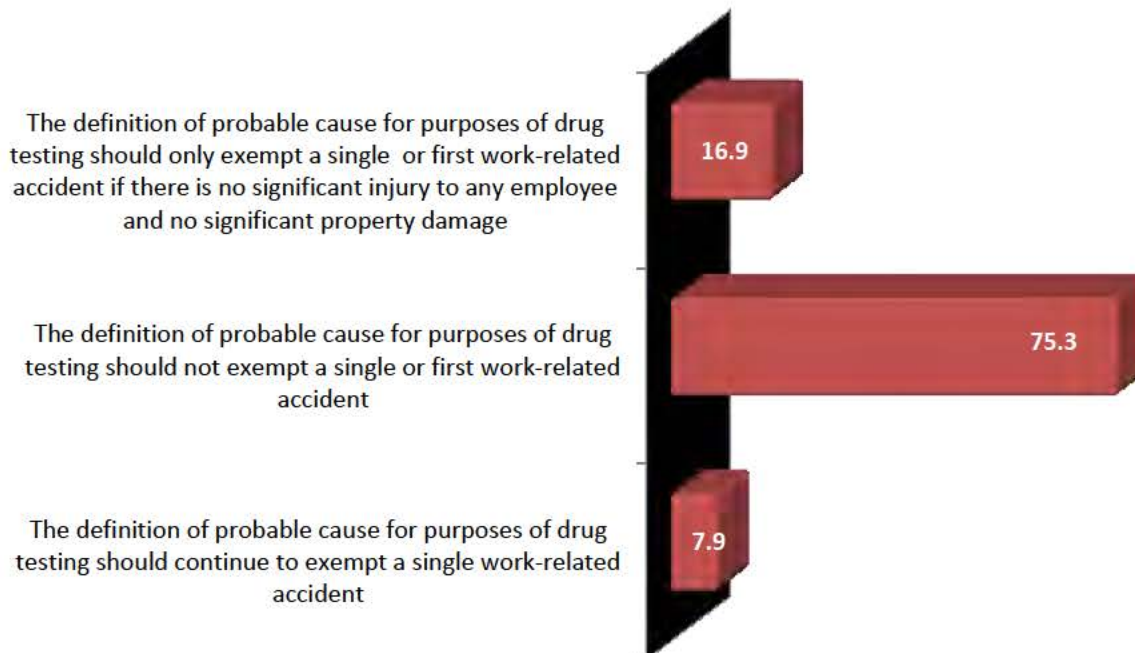 The definition of probable cause for purposes of drug
testing should only exempt a single or first work-related
accident if there is no significant injury to any employee
and no significant property damage
16.9
The definition of probable cause for purposes of drug
testing should not exempt a single or first work-related
accident
75.3
The definition of probable cause for purposes of drug
testing should continue to exempt a single work-related
accident
7.9